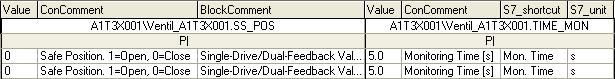 Value ConComment BlockComment Value ConComment S7_shortcut S7_unit
A1T3X001\Ventil_A1TX001.SS_POS A1T3X001\Ventil_A1TX001.TIME_MON
PI PI
0 Safe Position. 1=Open, 0=Close Single-Drive/Dual-Feedback Val... 5.0 Monitoring Time [s] Mon. Time s
0 Safe Position. 1=Open, 0=Close Single-Drive/Dual-Feedback Val... 5.0 Monitoring Time [s] Mon. Time s